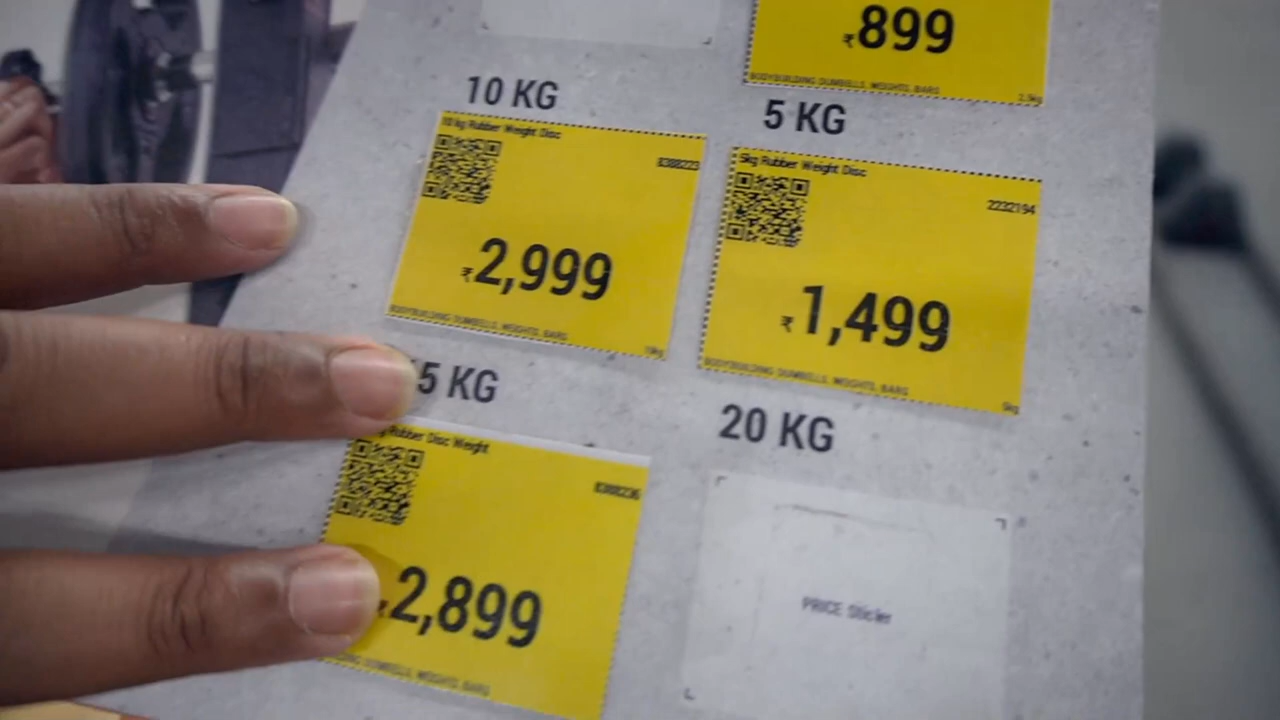 ₹899
BODYBUILDING DUMBELLS, WEIGHTS, BARS
10 KG
10 kg Rubber Weight Disc
₹2,999
BODYBUILDING DUMBELLS, WEIGHTS, BARS
10kg
5 KG
5kg Rubber Weight Disc
2232194
₹1,499
BODYBUILDING DUMBELLS, WEIGHTS, BARS
5kg
5 KG
Rubber Disc Weight
₹2,899
DUMBELLS, WEIGHTS, BARS
20 KG
PRICE Sticker